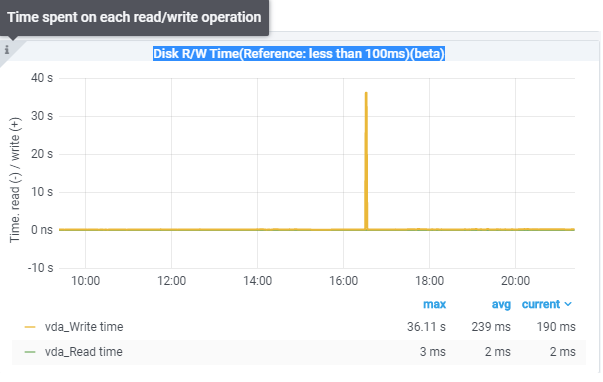 Time spent on each read/write operation
i
Disk R/W Time(Reference: less than 100ms)(beta)
Time. read (-) / write (+)
40 s
30 s
20 s
10 s
0 ns
-10 s
10:00 12:00 14:00 16:00 18:00 20:00
max avg current
vda_Write time 36.11 s 239 ms 190 ms
vda_Read time 3 ms 2 ms 2 ms